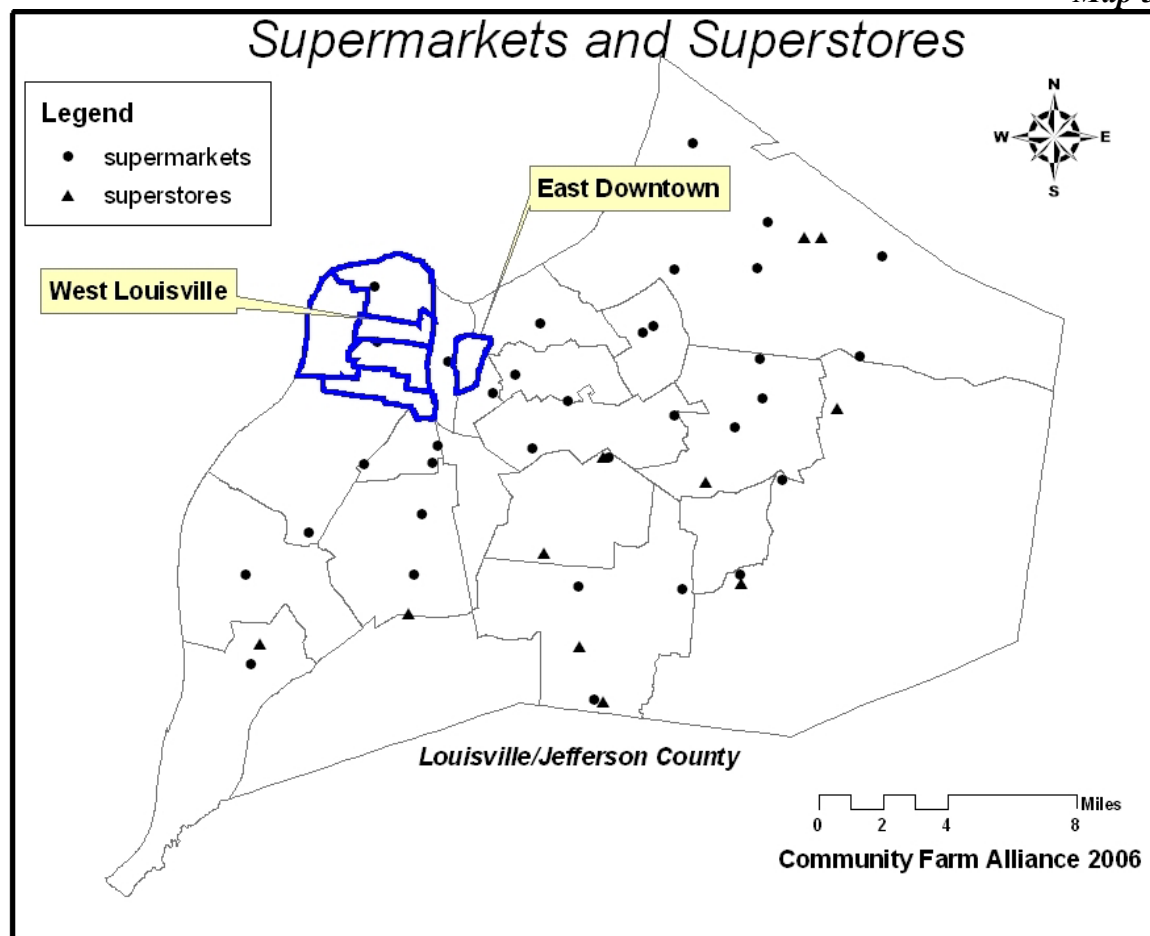 Map
Supermarkets and Superstores
Legend
supermarkets
superstores
N
W E
S
East Downtown
West Louisville
Louisville/Jefferson County
Miles
0 2 4 8
Community Farm Alliance 2006